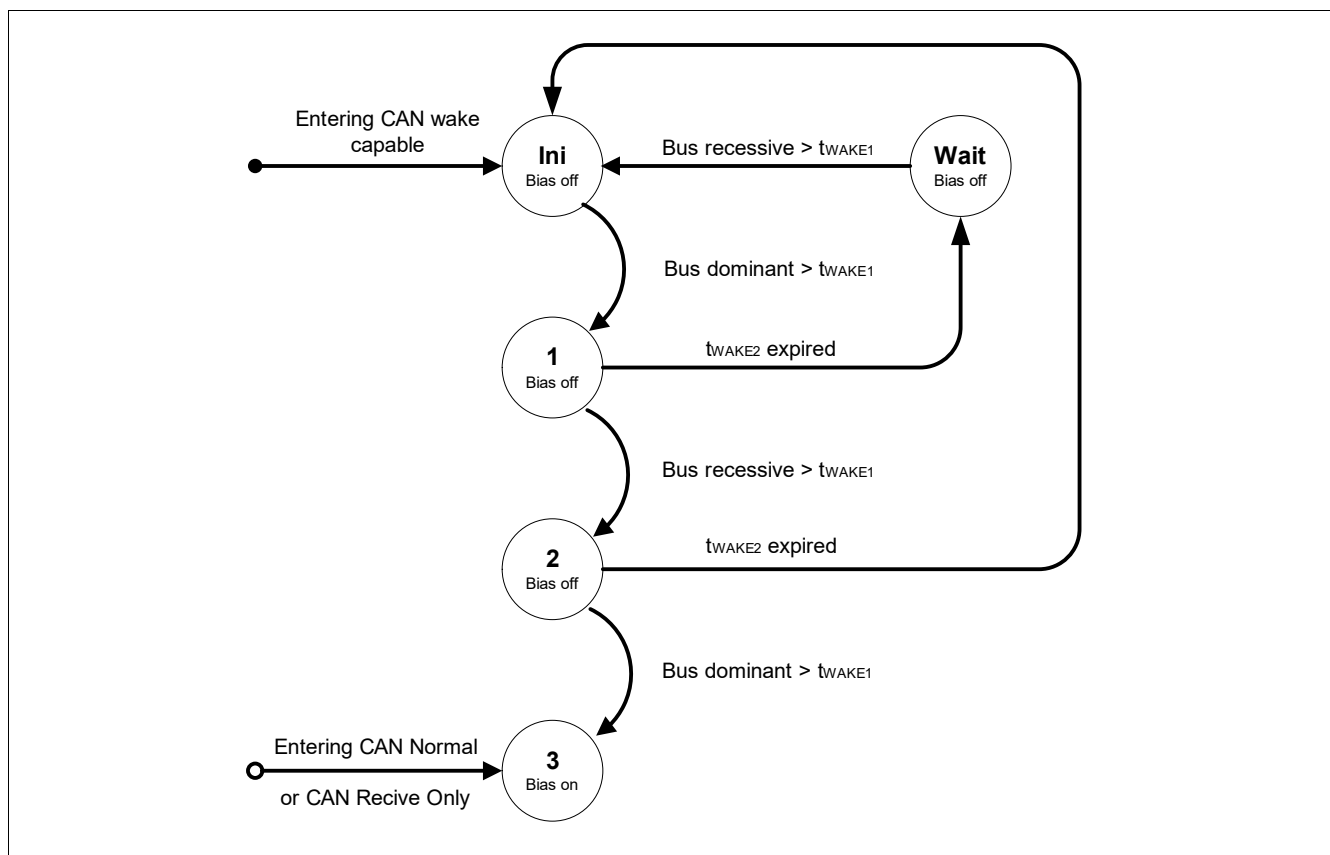 Entering CAN wake
capable
Ini
Bias off
Bus recessive > tWAKE1
Wait
Bias off
Bus dominant > tWAKE1
1
Bias off
tWAKE2 expired
Bus recessive > tWAKE1
2
Bias off
tWAKE2 expired
Bus dominant > tWAKE1
Entering CAN Normal
or CAN Recive Only
3
Bias on